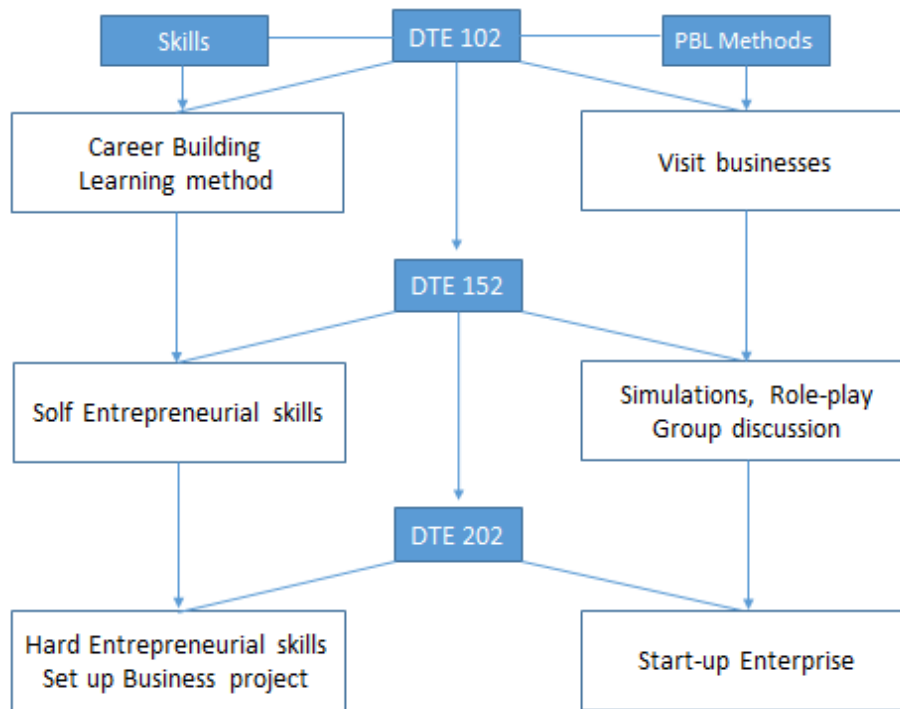 Skills
DTE 102
PBL Methods
Career Building
Learning method
Visit businesses
DTE 152
Solf Entrepreneurial skills
Simulations, Role-play
Group discussion
DTE 202
Hard Entrepreneurial skills
Set up Business project
Start-up Enterprise